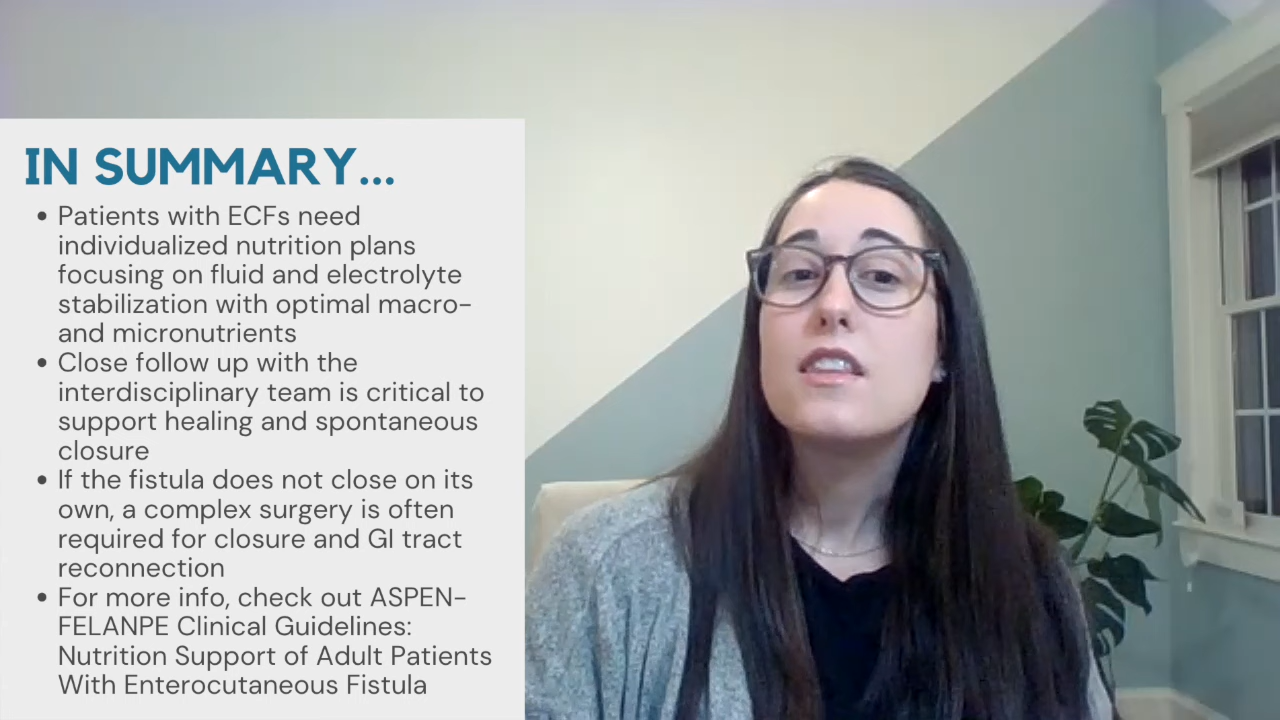 IN SUMMARY...
• Patients with ECFs need
individualized nutrition plans
focusing on fluid and electrolyte
stabilization with optimal macro-
and micronutrients
• Close follow up with the
interdisciplinary team is critical to
support healing and spontaneous
closure
• If the fistula does not close on its
own, a complex surgery is often
required for closure and GI tract
reconnection
• For more info, check out ASPEN-
FELANPE Clinical Guidelines:
Nutrition Support of Adult Patients
With Enterocutaneous Fistula